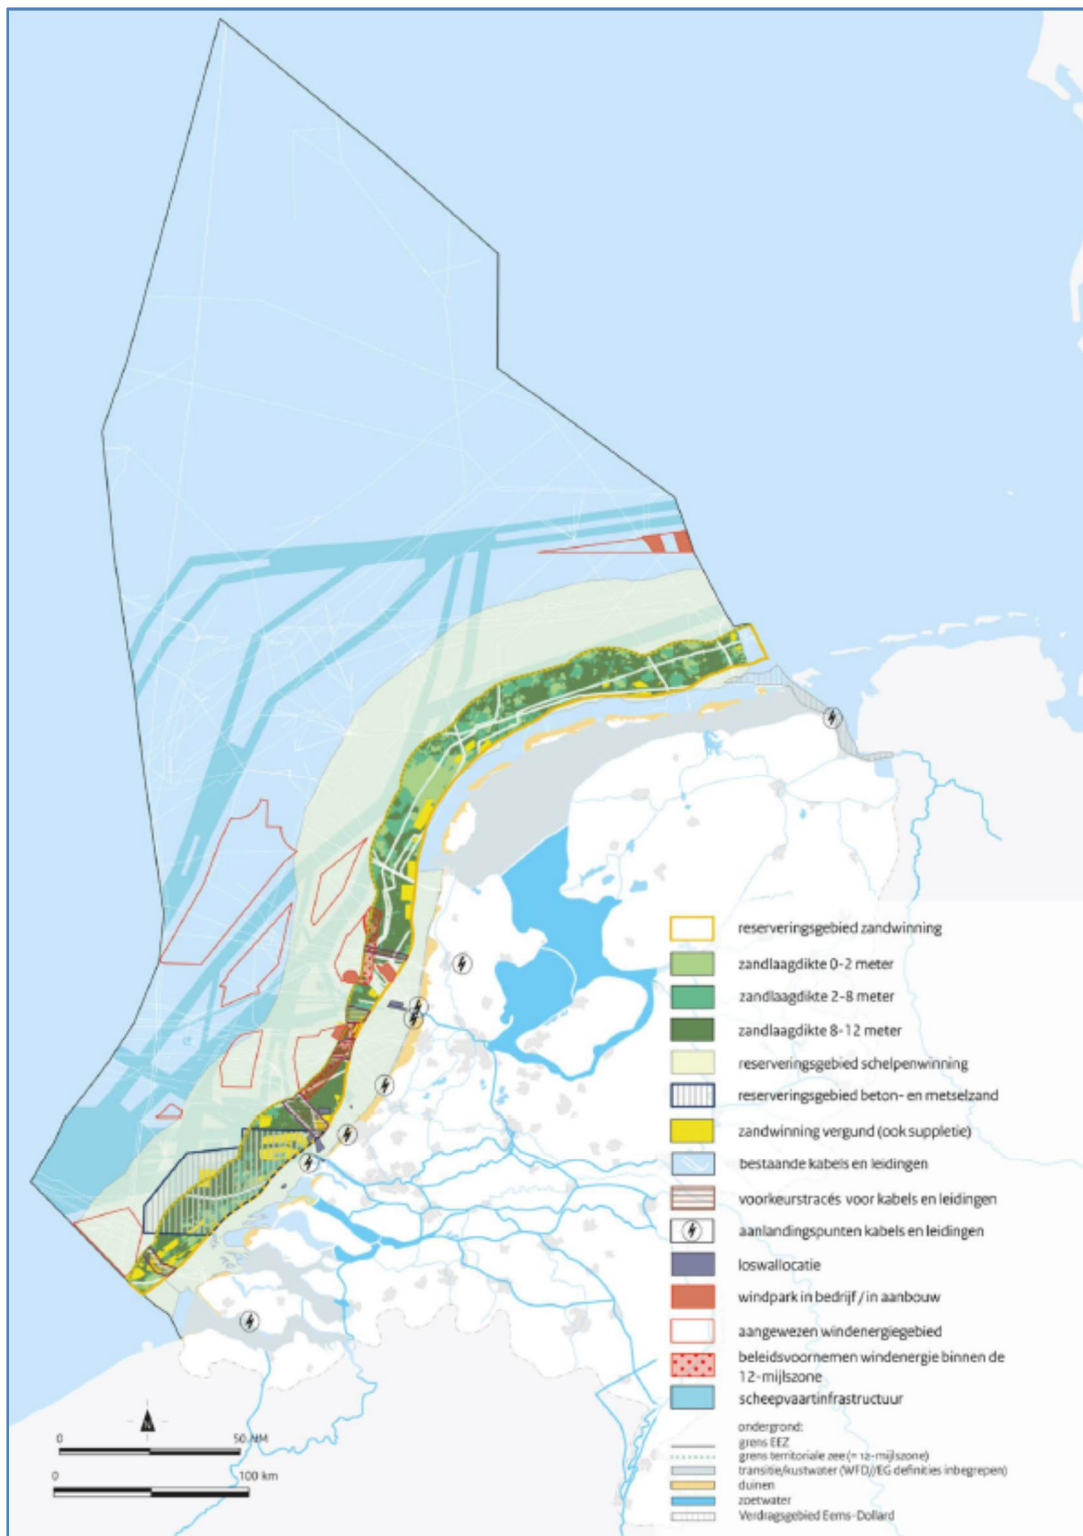 reserveringsgebied zandwinning
zandlaagdikte 0-2 meter
zandlaagdikte 2-8 meter
zandlaagdikte 8-12 meter
reserveringsgebied schelpenwinning
reserveringsgebied beton- en metselzand
zandwinning vergund (ook suppletie)
bestaande kabels en leidingen
voorkeurstracés voor kabels en leidingen
aanlandingspunten kabels en leidingen
loswallocatie
windpark in bedrijf / in aanbouw
aangewezen windenergiegebied
beleidsvoornemen windenergie binnen de
12-mijlszone
scheepvaartinfrastructuur
ondergrond:
grens EEZ
grens territoriale zee (= 12-mijlszone)
transitie/kustwater (WFD//EG definities inbegrepen)
duinen
zoetwater
Verdragsgebied Eems-Dollard
N
0 50 NM
0 100 km